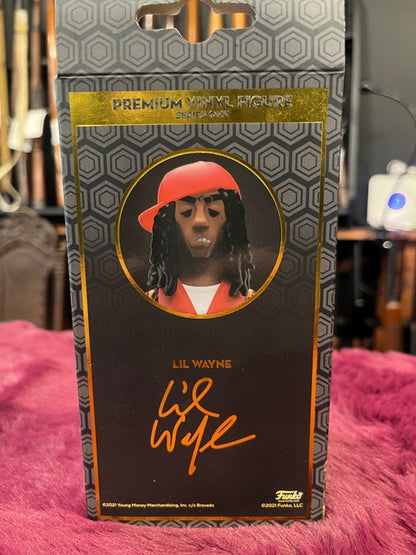 PREMIUM VINYL FIGURE
SERIES ONE
LIL WAYNE
Lil Wayne
©2021 Young Money Merchandising, Inc. c/o Bravado
Funko
©2021 Funko, LLC